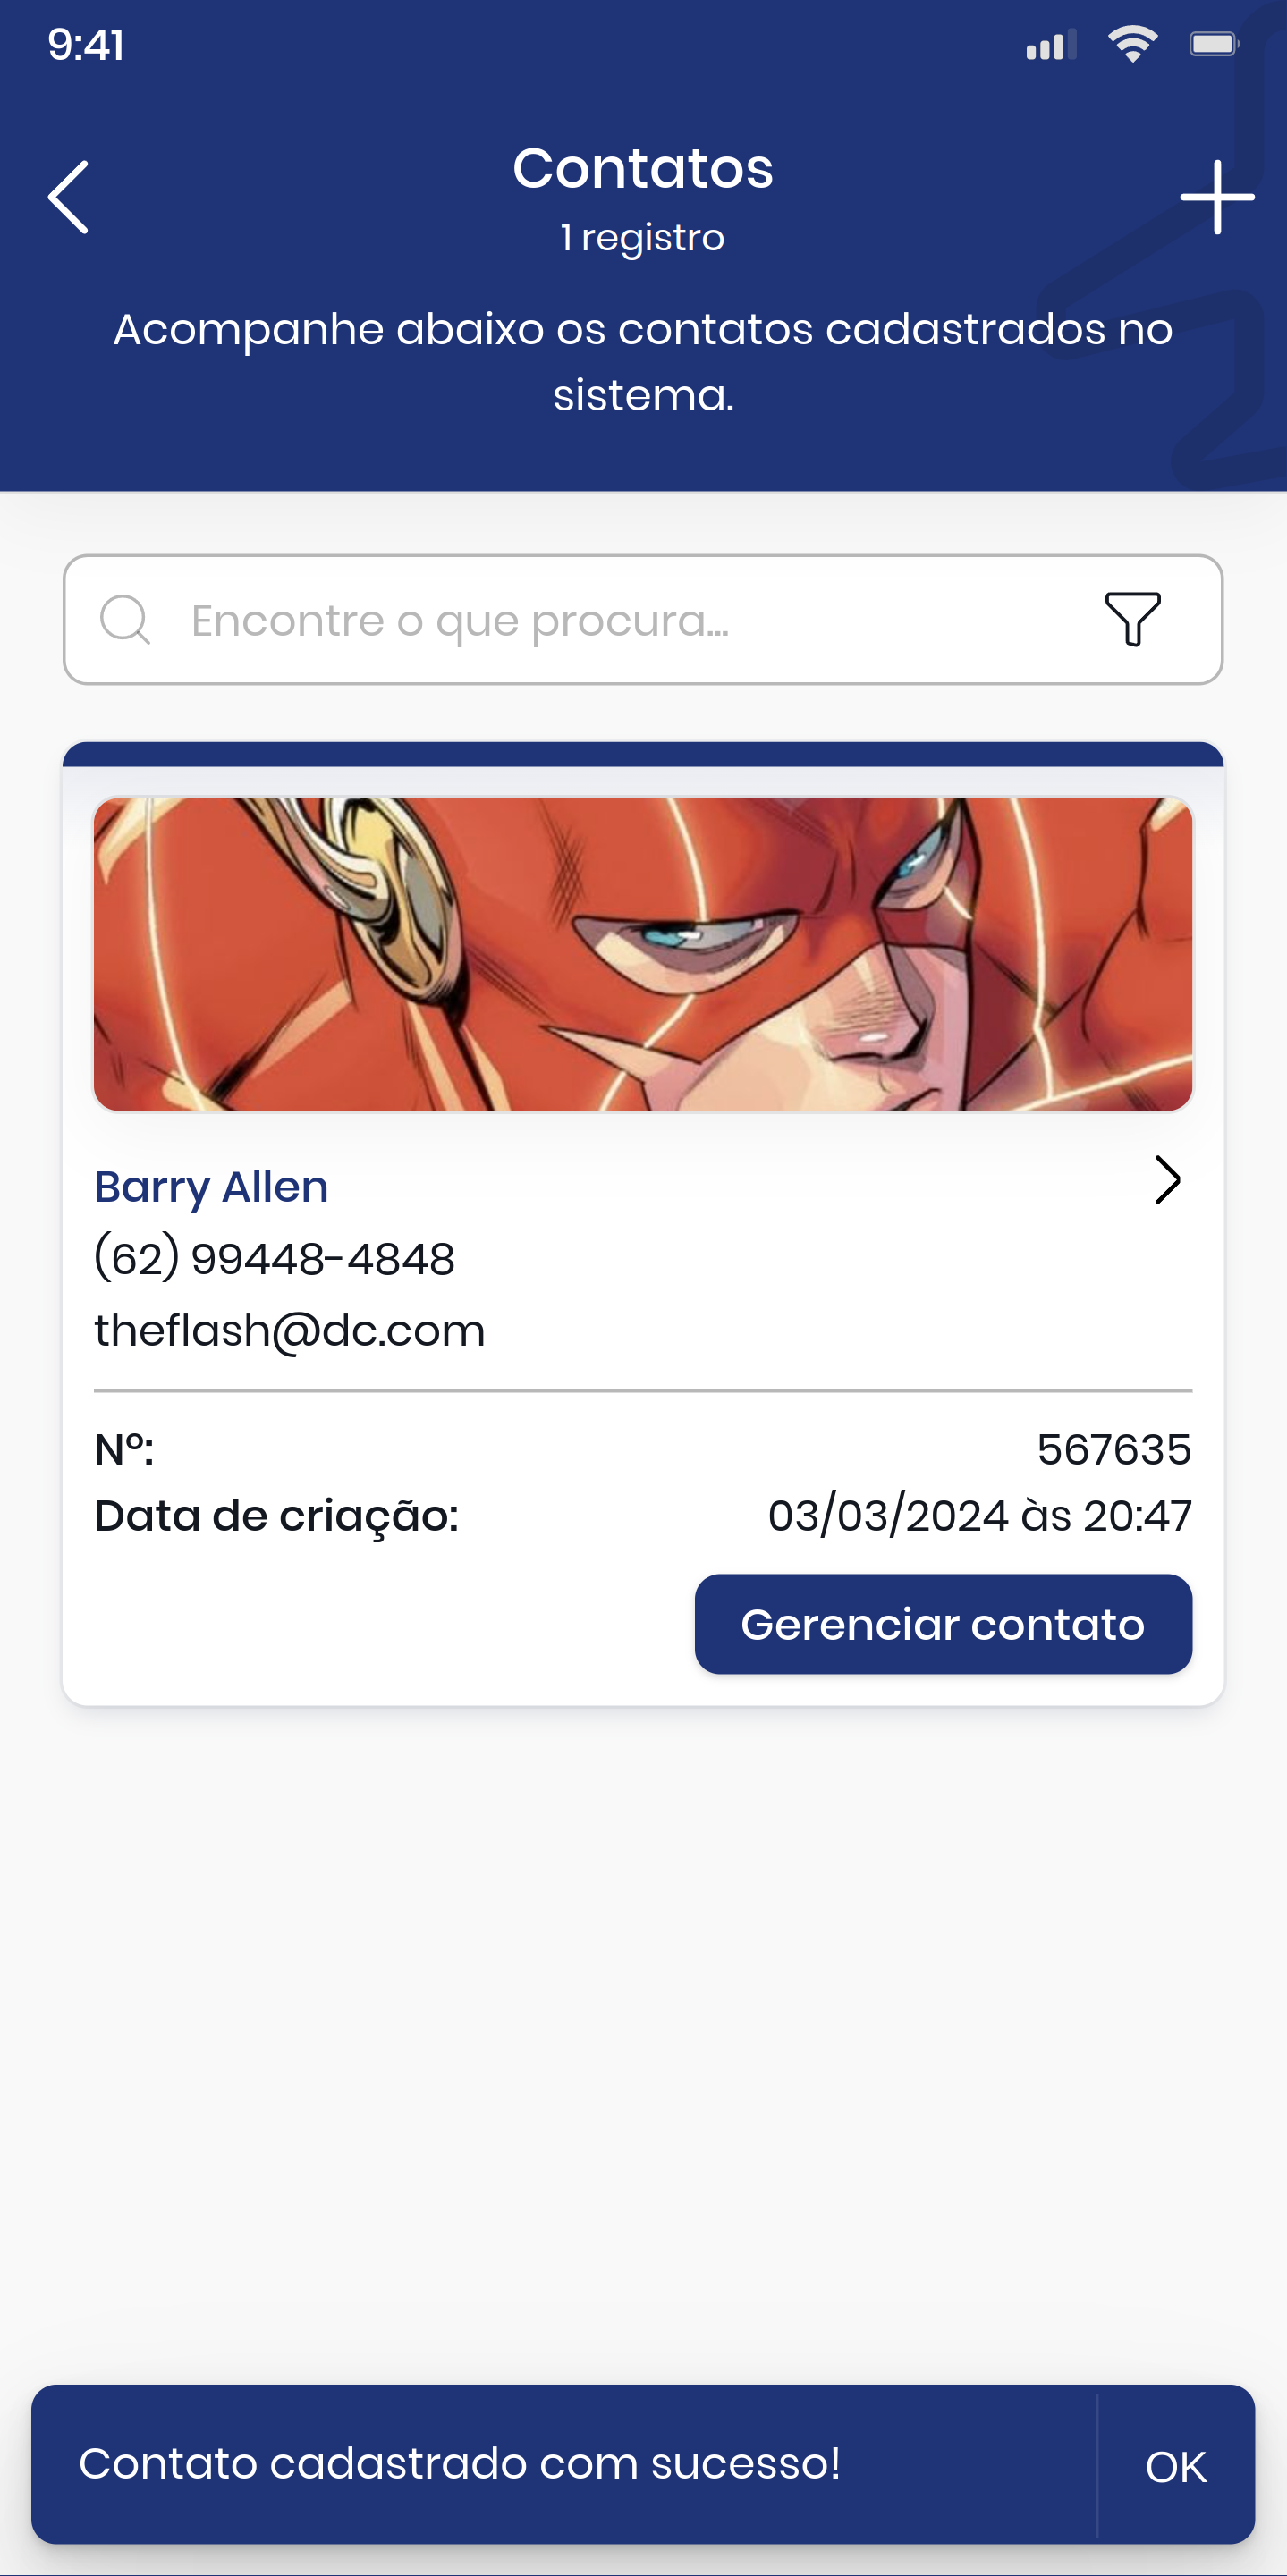 9:41
Contatos
1 registro
Acompanhe abaixo os contatos cadastrados no
sistema.
Encontre o que procura...
Barry Allen
(62) 99448-4848
theflash@dc.com
Nº: 567635
Data de criação: 03/03/2024 às 20:47
Gerenciar contato
Contato cadastrado com sucesso! OK